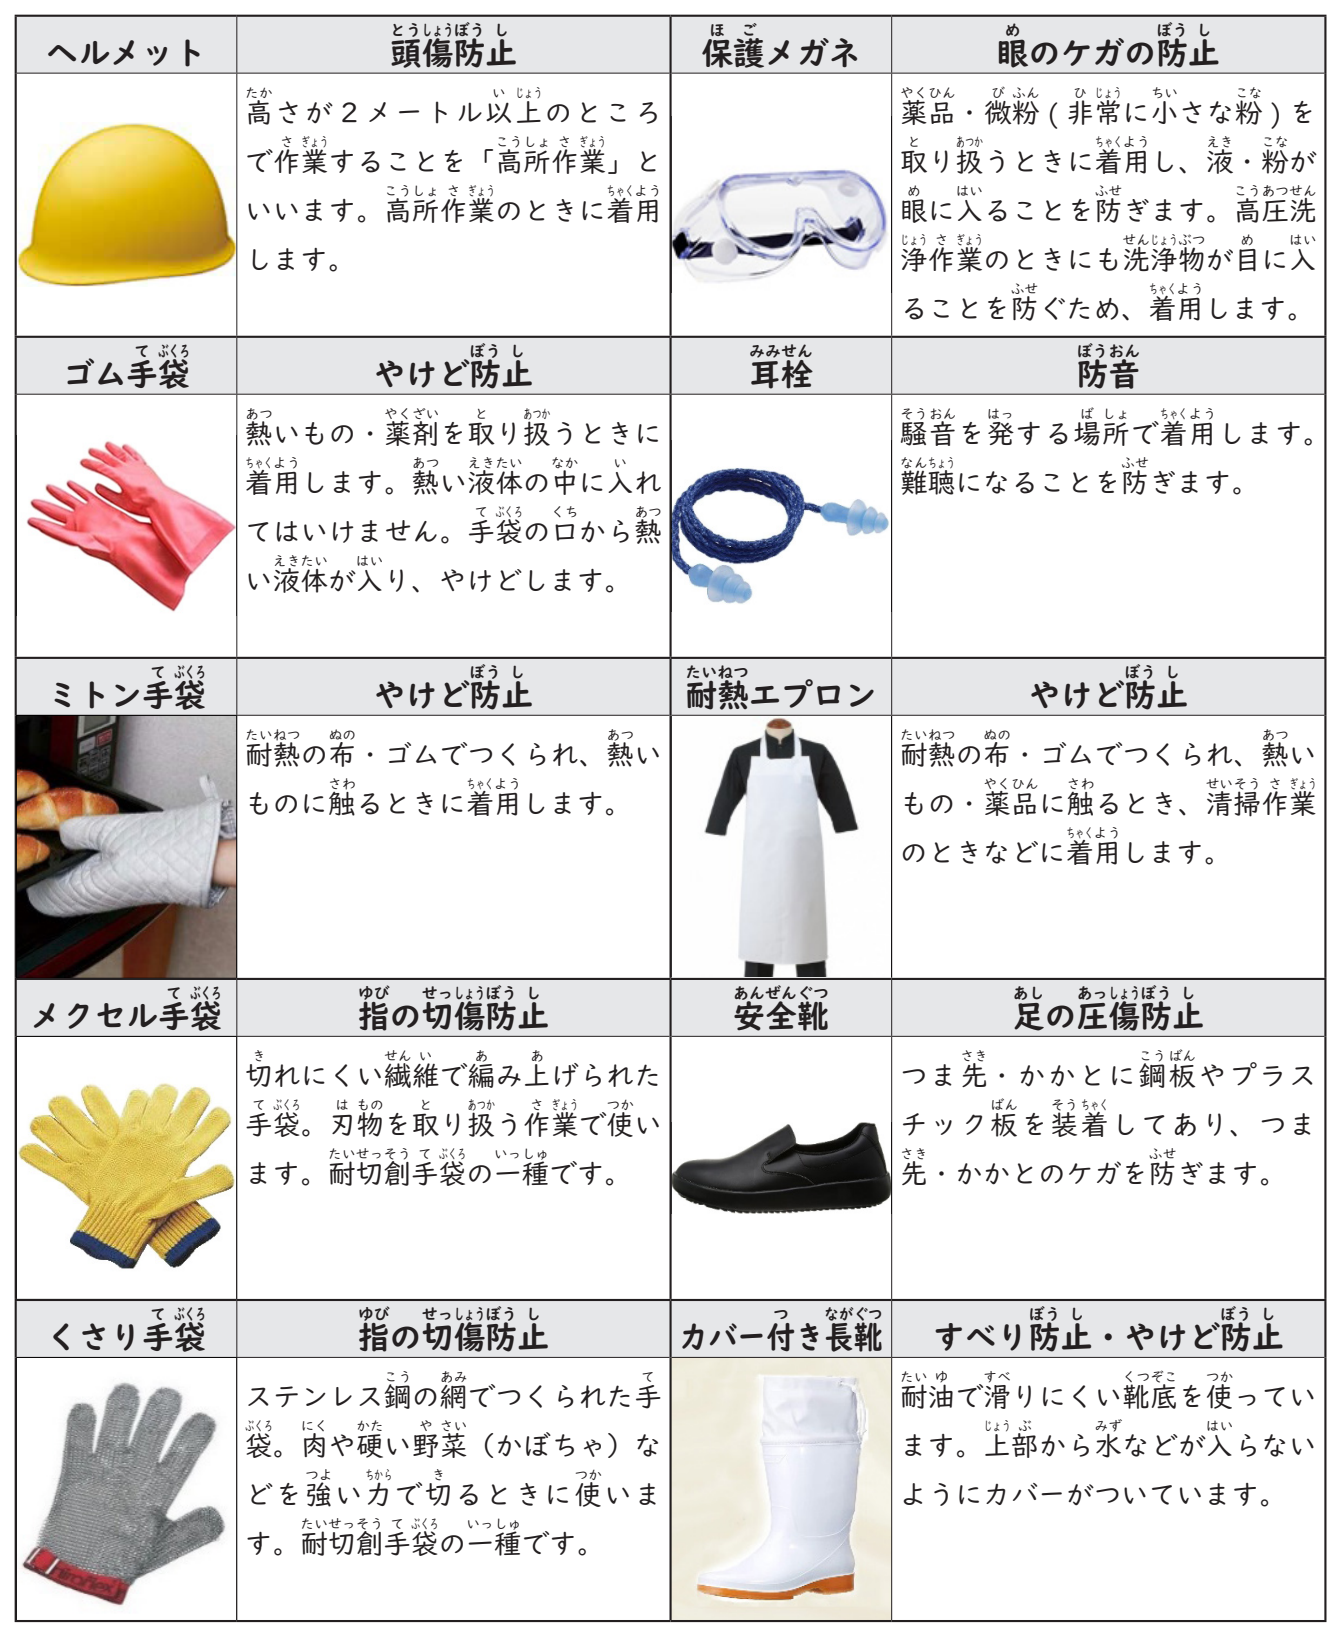 ヘルメット
頭傷防止
高さが２メートル以上のところ
で作業することを「高所作業」と
いいます。高所作業のときに着用
します。
保護メガネ
眼のケガの防止
薬品・微粉(非常に小さな粉)を
取り扱うときに着用し、液・粉が
眼に入ることを防ぎます。高圧洗
浄作業のときにも洗浄物が目に入
ることを防ぐため、着用します。
ゴム手袋
やけど防止
熱いもの・薬剤を取り扱うときに
着用します。熱い液体の中に入れ
てはいけません。手袋の口から熱
い液体が入り、やけどします。
耳栓
防音
騒音を発する場所で着用します。
難聴になることを防ぎます。
ミトン手袋
やけど防止
耐熱の布・ゴムでつくられ、熱い
ものに触るときに着用します。
耐熱エプロン
やけど防止
耐熱の布・ゴムでつくられ、熱い
もの・薬品に触るとき、清掃作業
のときなどに着用します。
メクセル手袋
指の切傷防止
切れにくい繊維で編み上げられた
手袋。刃物を取り扱う作業で使い
ます。耐切創手袋の一種です。
安全靴
足の圧傷防止
つま先・かかとに鋼板やプラス
チック板を装着してあり、つま
先・かかとのケガを防ぎます。
くさり手袋
指の切傷防止
ステンレス鋼の網でつくられた手
袋。肉や硬い野菜（かぼちゃ）な
どを強い力で切るときに使いま
す。耐切創手袋の一種です。
niroflex
カバー付き長靴
すべり防止・やけど防止
耐油で滑りにくい靴底を使ってい
ます。上部から水などが入らない
ようにカバーがついています。